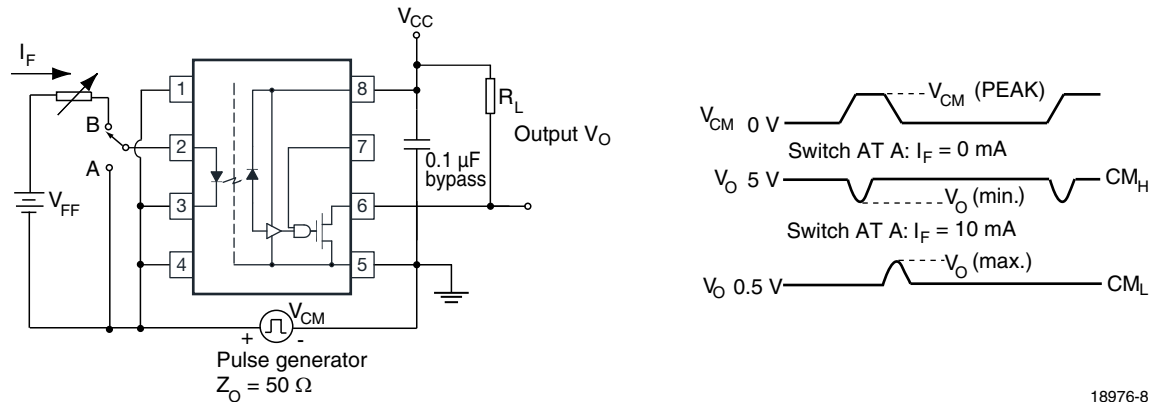 V_CC
I_F
B
A
V_FF
1
2
3
4
8
7
6
5
R_L
Output V_O
0.1 µF
bypass
V_CM
+ -
Pulse generator
Z_O = 50 Ω
V_CM 0 V
V_CM (PEAK)
Switch AT A: I_F = 0 mA
V_O 5 V
CM_H
V_O (min.)
Switch AT A: I_F = 10 mA
V_O (max.)
V_O 0.5 V
CM_L
18976-8